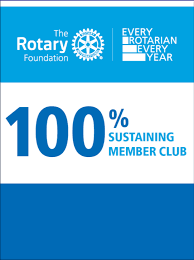 The
Rotary
Foundation
EVERY
ROTARIAN
EVERY
YEAR
100%
SUSTAINING
MEMBER CLUB